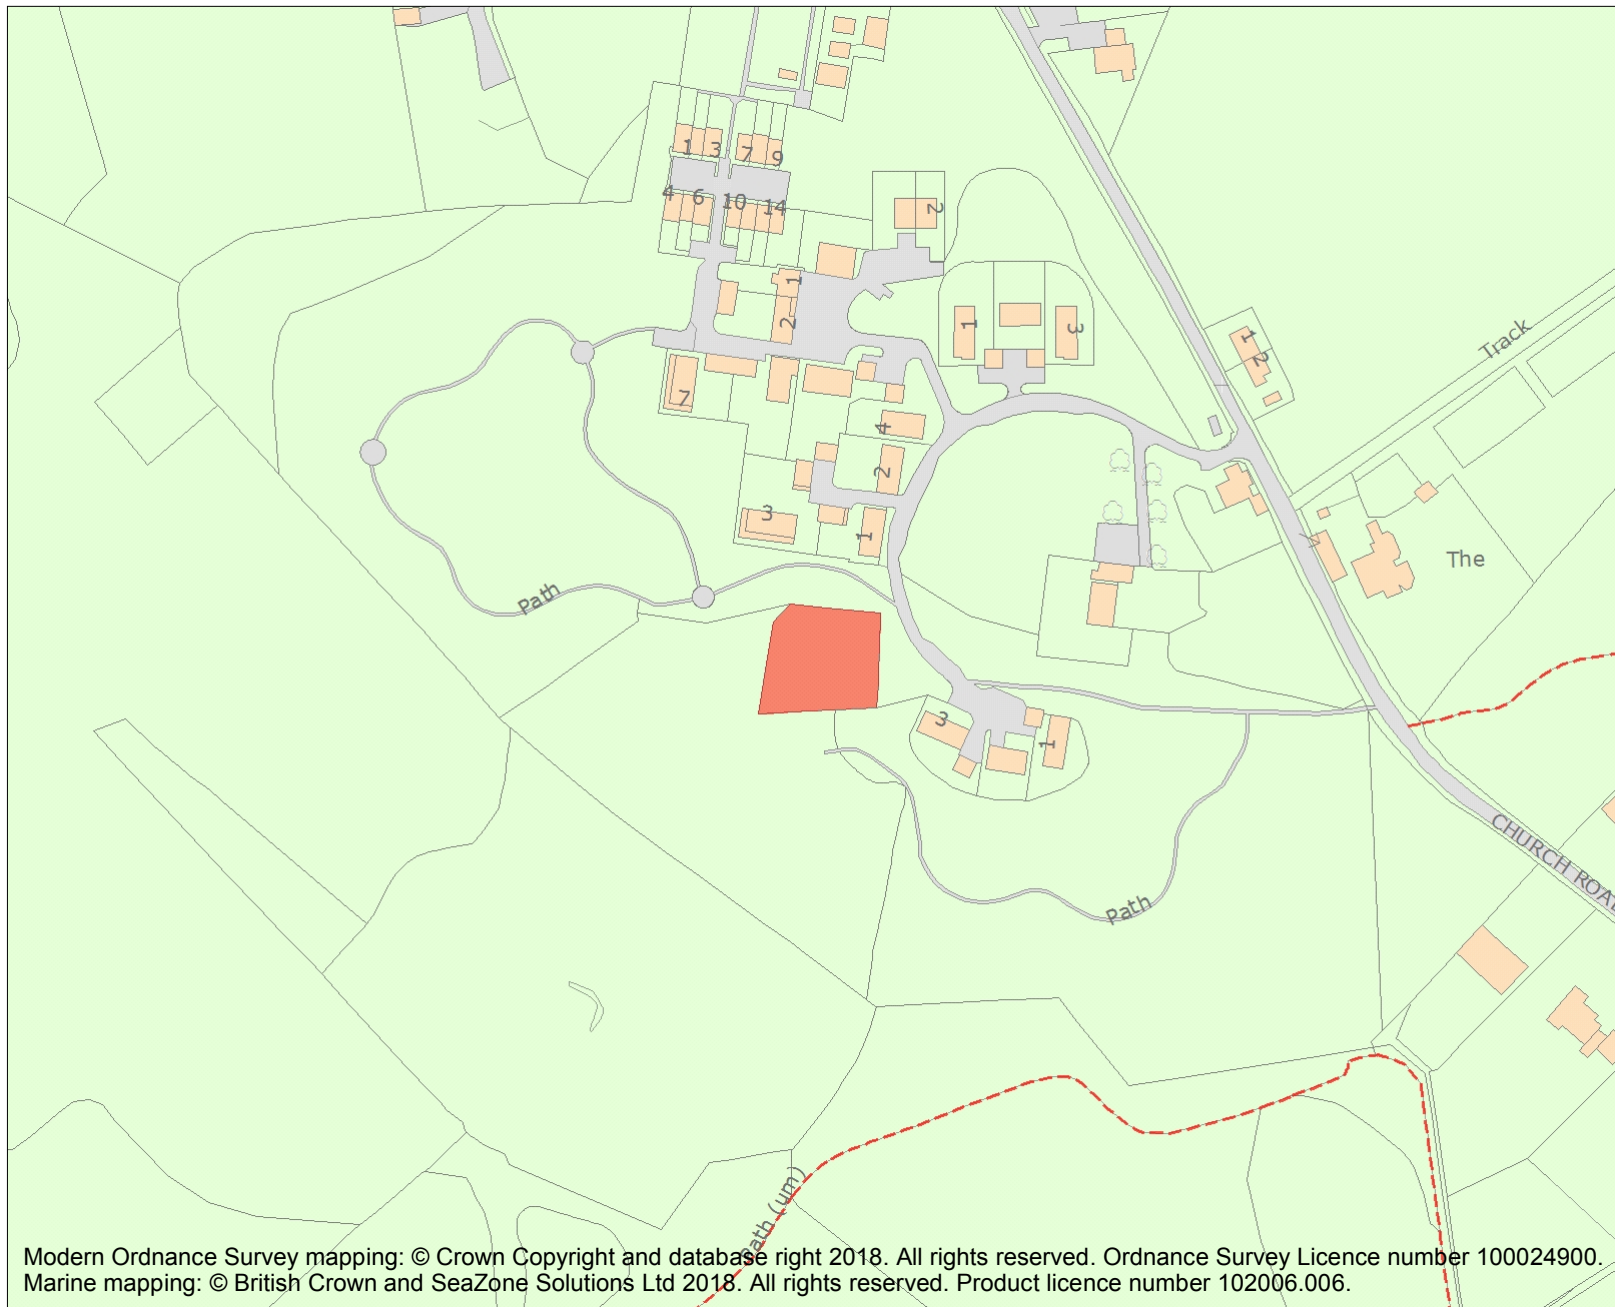 1 3 7 9
4 6 10 14
2
1
2
1 3
1 2
Track
7
4
2
3
1
The
Path
3
1
CHURCH ROAD
Path
Path (um)
Modern Ordnance Survey mapping: © Crown Copyright and database right 2018. All rights reserved. Ordnance Survey Licence number 100024900.
Marine mapping: © British Crown and SeaZone Solutions Ltd 2018. All rights reserved. Product licence number 102006.006.